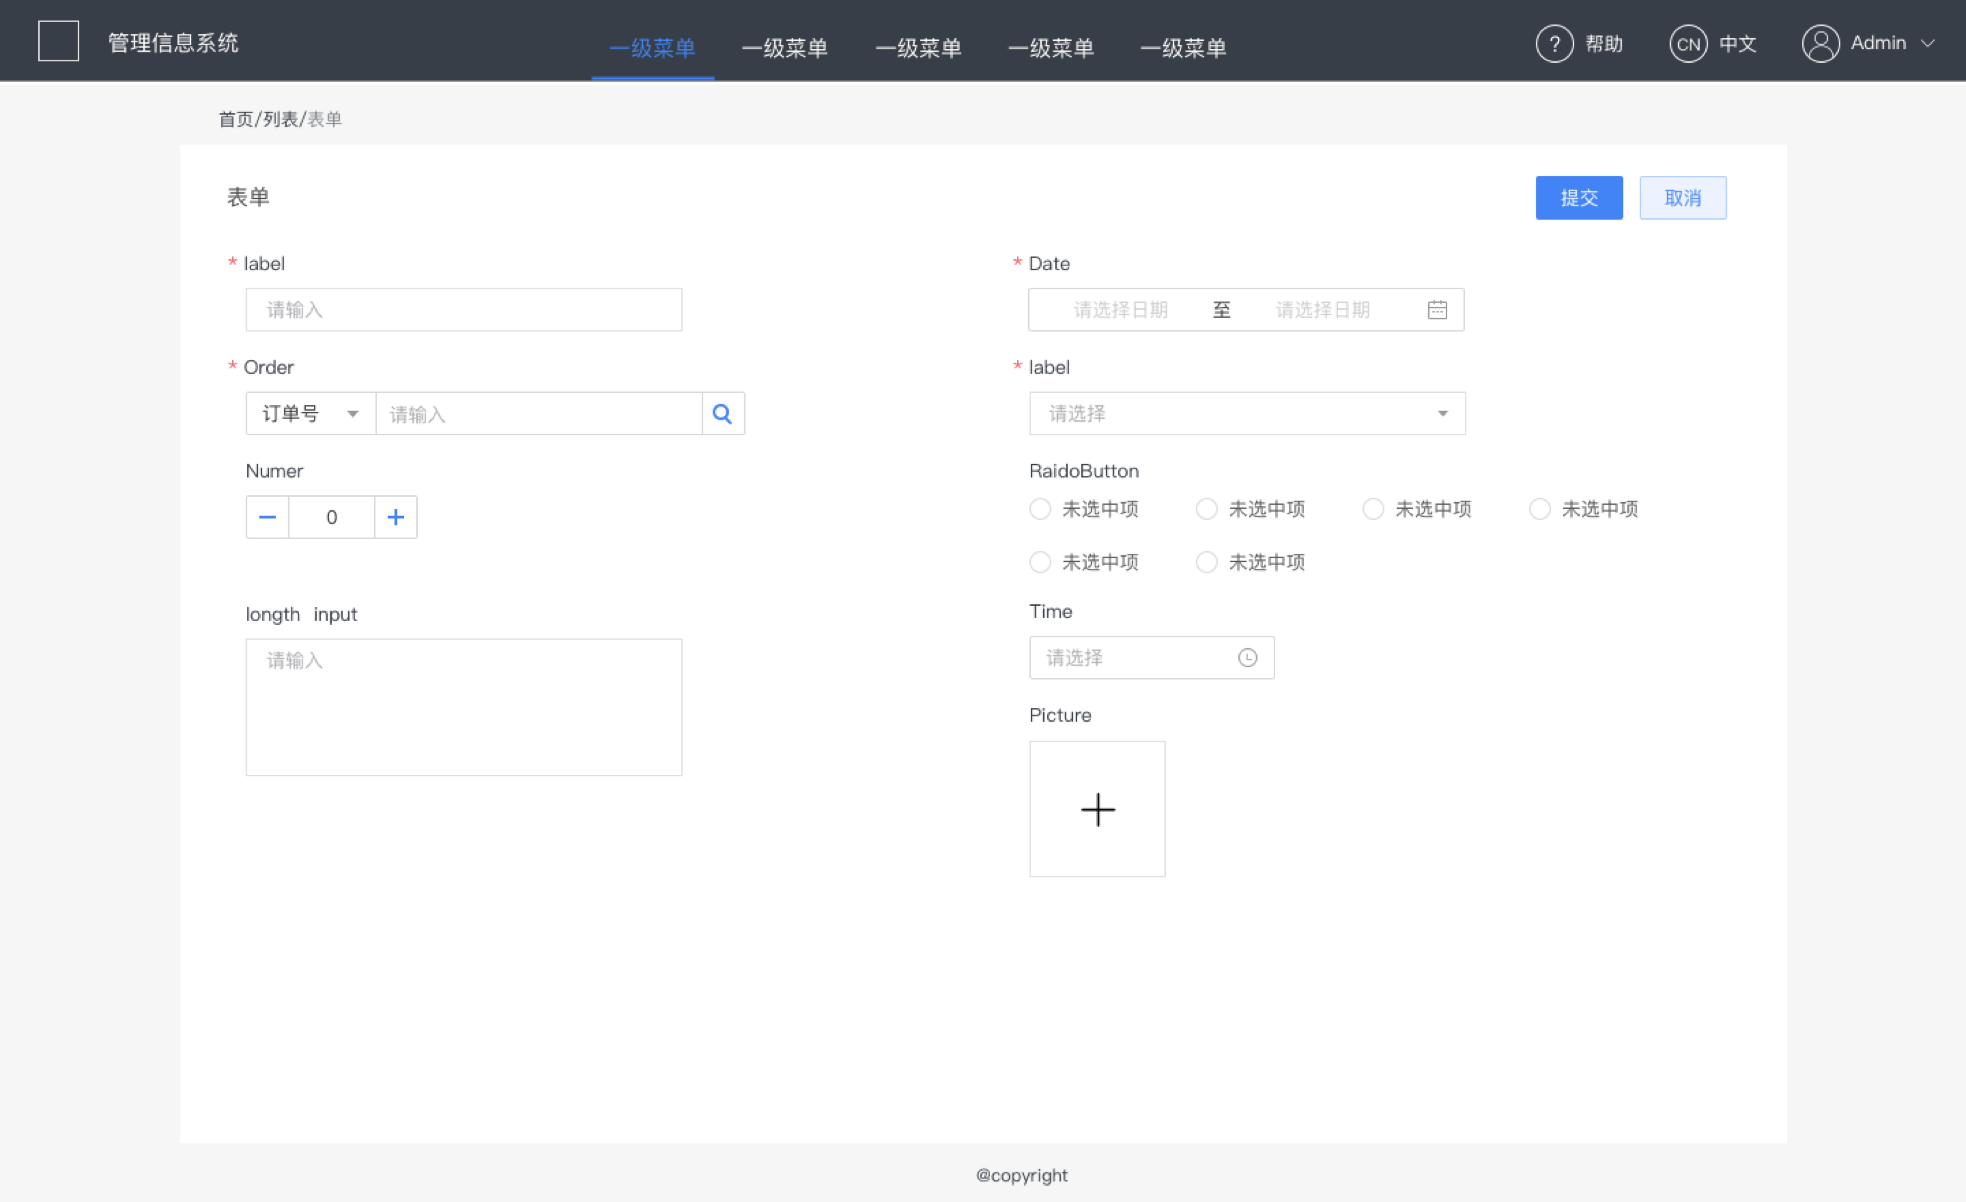 管理信息系统
一级菜单 一级菜单 一级菜单 一级菜单 一级菜单
? 帮助 CN 中文 Admin
首页/列表/表单
表单
提交 取消
* label
请输入
* Date
请选择日期 至 请选择日期
* Order
订单号 请输入
* label
请选择
Numer
0
RaidoButton
未选中项 未选中项 未选中项 未选中项
未选中项 未选中项
longth input
请输入
Time
请选择
Picture
@copyright